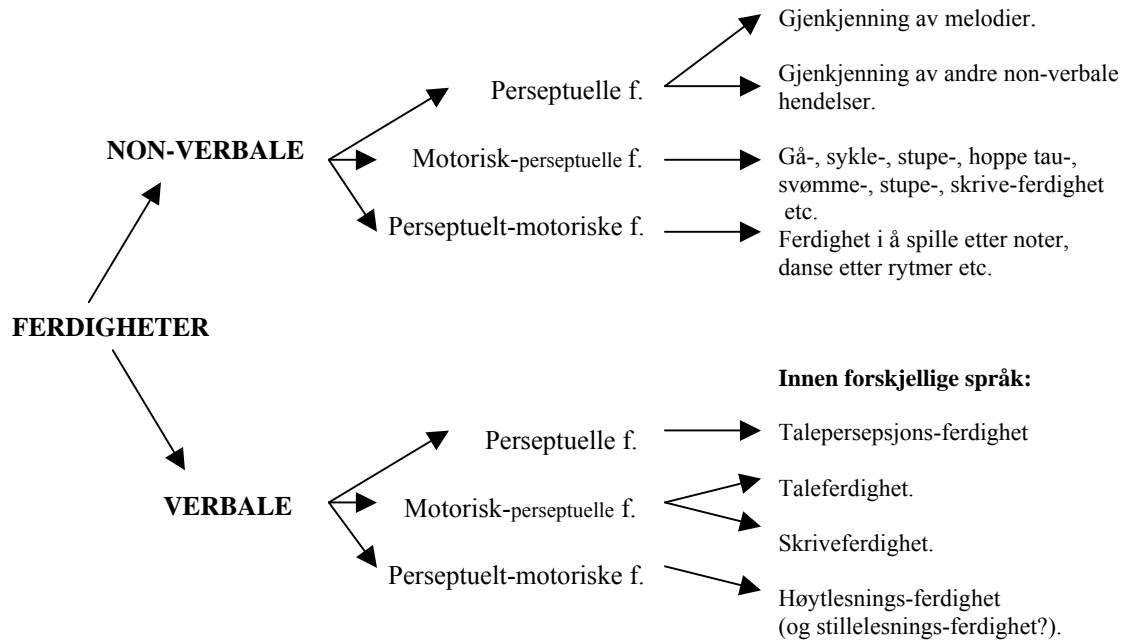 Gjenkjenning av melodier.
Gjenkjenning av andre non-verbale
hendelser.
Perseptuelle f.
NON-VERBALE
Motorisk-perseptuelle f.
Gå-, sykle-, stupe-, hoppe tau-,
svømme-, stupe-, skrive-ferdighet
etc.
Perseptuelt-motoriske f.
Ferdighet i å spille etter noter,
danse etter rytmer etc.
FERDIGHETER
Innen forskjellige språk:
Perseptuelle f.
Talepersepsjons-ferdighet
VERBALE
Motorisk-perseptuelle f.
Taleferdighet.
Skriveferdighet.
Perseptuelt-motoriske f.
Høytlesnings-ferdighet
(og stillelesnings-ferdighet?).